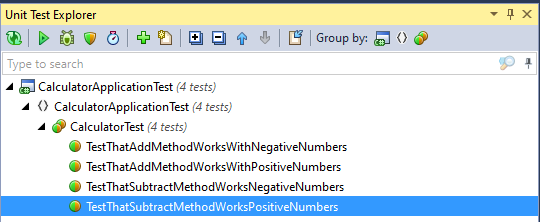 Unit Test Explorer
Group by:
Type to search
CalculatorApplicationTest (4 tests)
CalculatorApplicationTest (4 tests)
CalculatorTest (4 tests)
TestThatAddMethodWorksWithNegativeNumbers
TestThatAddMethodWorksWithPositiveNumbers
TestThatSubtractMethodWorksNegativeNumbers
TestThatSubtractMethodWorksPositiveNumbers